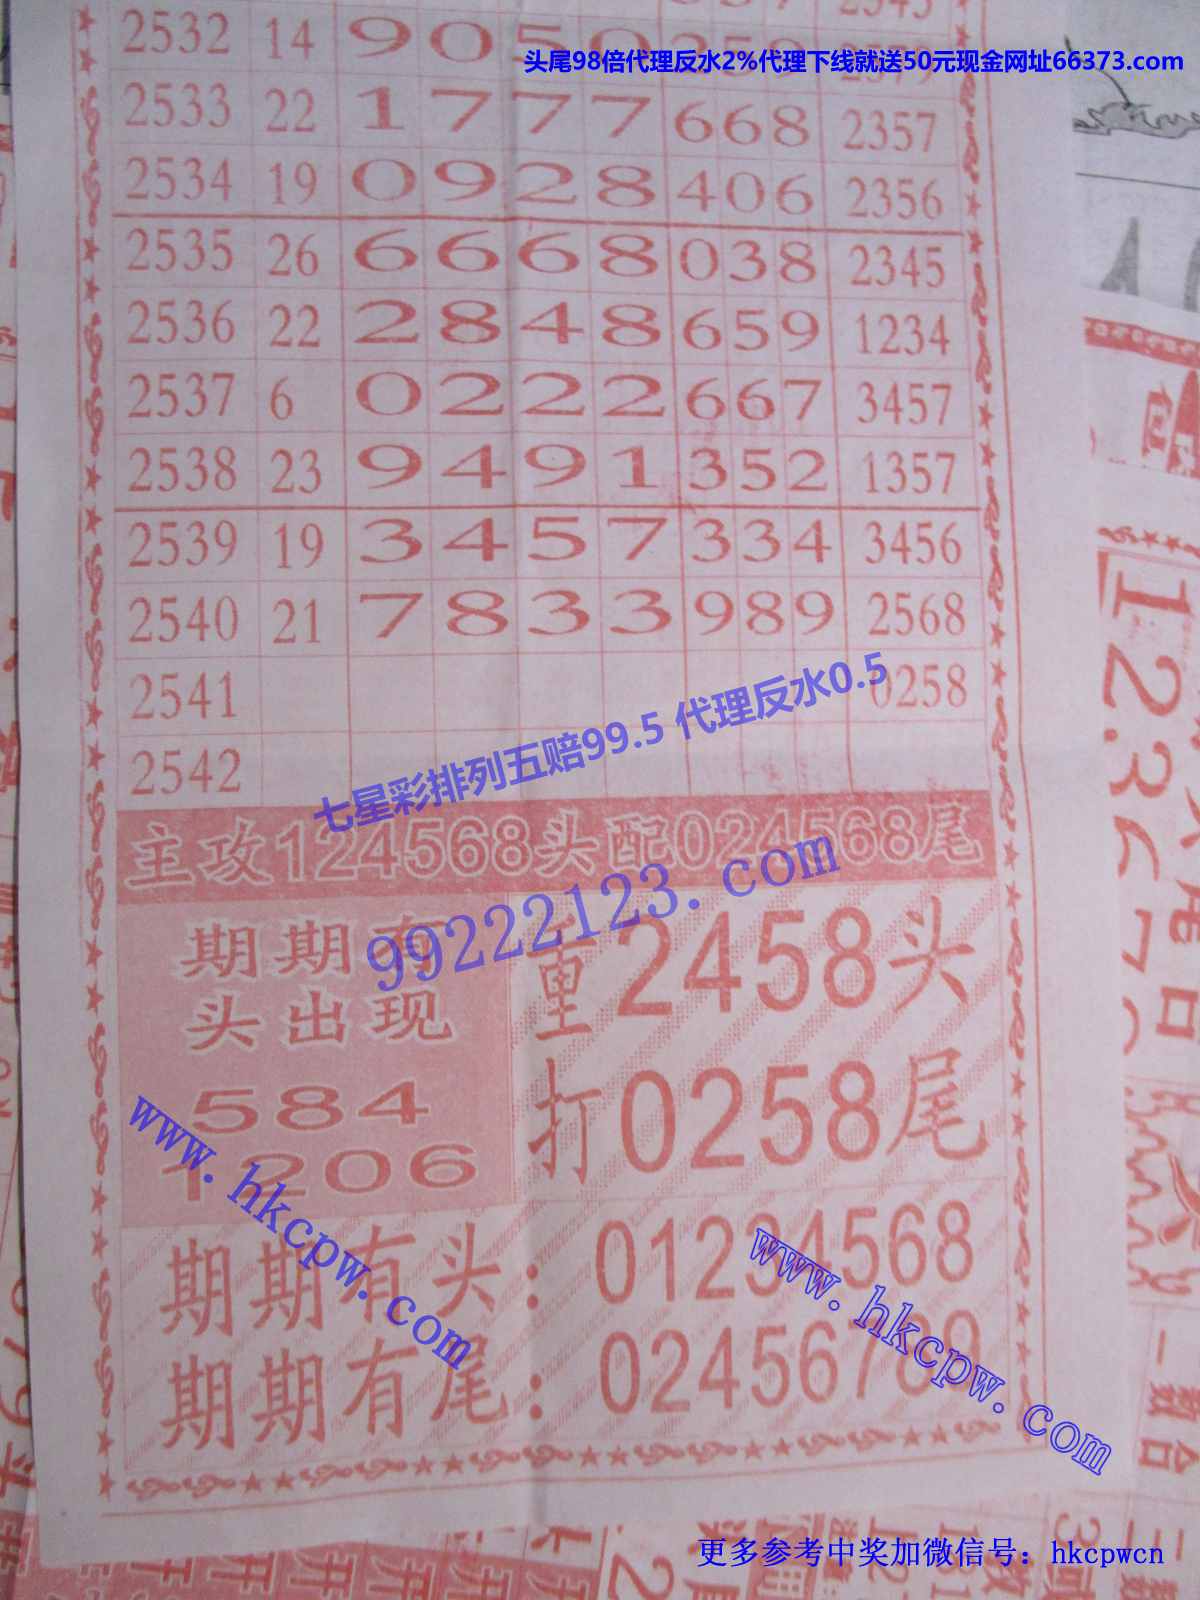 头尾98倍代理反水2%代理下线就送50元现金网址66373.com
2532 14 9050 259 2379
2533 22 1777 668 2357
2534 19 0928 406 2356
2535 26 6668 038 2345
2536 22 2848 659 1234
2537 6 0222 667 3457
2538 23 9491 352 1357
2539 19 3457 334 3456
2540 21 7833 989 2568
2541 0258
2542
七星彩排列五赔99.5 代理反水0.5
主攻124568头配024568尾
99222123.com
期期有
头出现
584
1206
重2458头
打0258尾
www.hkcpw.com
期期有头：01234568
期期有尾：02456789
www.hkcpw.com
更多参考中奖加微信号：hkcpwcn